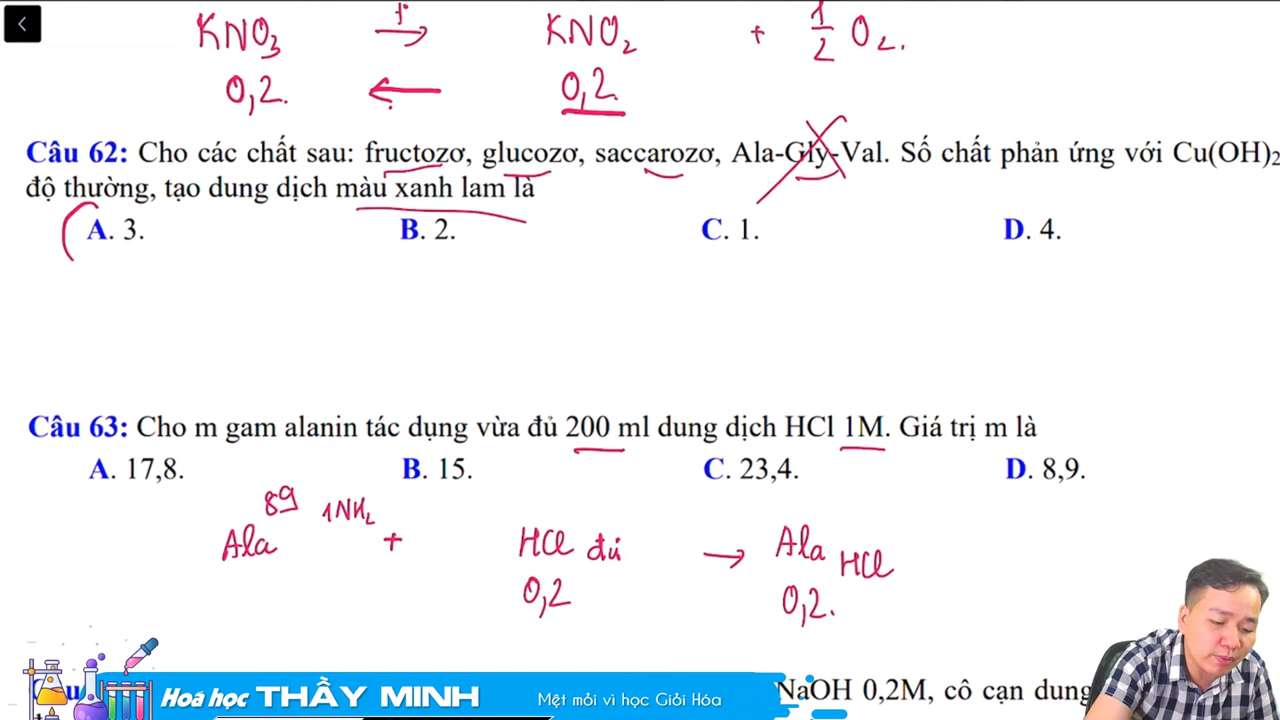 KNO3 → KNO2 + 1/2 O2.
0,2. ← 0,2.
Câu 62: Cho các chất sau: fructozơ, glucozơ, saccarozơ, Ala-Gly-Val. Số chất phản ứng với Cu(OH)2
độ thường, tạo dung dịch màu xanh lam là
A. 3. B. 2. C. 1. D. 4.
Câu 63: Cho m gam alanin tác dụng vừa đủ 200 ml dung dịch HCl 1M. Giá trị m là
A. 17,8. B. 15. C. 23,4. D. 8,9.
89 1NH2
Ala + HCl đủ → Ala HCl
0,2 0,2.
Hoá học THẦY MINH Mệt mỏi vì học Giỏi Hóa NaOH 0,2M, cô cạn dung